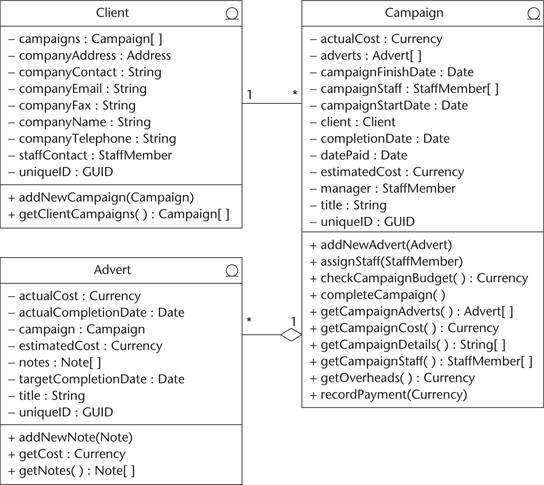 Client
– campaigns : Campaign[ ]
– companyAddress : Address
– companyContact : String
– companyEmail : String
– companyFax : String
– companyName : String
– companyTelephone : String
– staffContact : StaffMember
– uniqueID : GUID
+ addNewCampaign(Campaign)
+ getClientCampaigns( ) : Campaign[ ]
1
*
Campaign
– actualCost : Currency
– adverts : Advert[ ]
– campaignFinishDate : Date
– campaignStaff : StaffMember[ ]
– campaignStartDate : Date
– client : Client
– completionDate : Date
– datePaid : Date
– estimatedCost : Currency
– manager : StaffMember
– title : String
– uniqueID : GUID
+ addNewAdvert(Advert)
+ assignStaff(StaffMember)
+ checkCampaignBudget( ) : Currency
+ completeCampaign( )
+ getCampaignAdverts( ) : Advert[ ]
+ getCampaignCost( ) : Currency
+ getCampaignDetails( ) : String[ ]
+ getCampaignStaff( ) : StaffMember[ ]
+ getOverheads( ) : Currency
+ recordPayment(Currency)
Advert
– actualCost : Currency
– actualCompletionDate : Date
– campaign : Campaign
– estimatedCost : Currency
– notes : Note[ ]
– targetCompletionDate : Date
– title : String
– uniqueID : GUID
+ addNewNote(Note)
+ getCost : Currency
+ getNotes( ) : Note[ ]
*
1